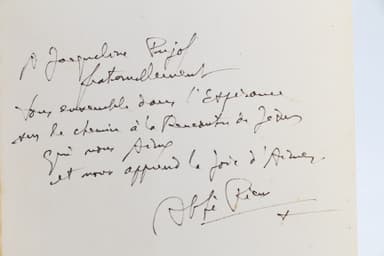 A Jacqueline Pujol
fraternellement
Tous ensemble dans l'Espérance
sur le chemin à la Rencontre de Jésus
qui nous Aime
et nous apprend la Joie d'Aimer.
Abbé Pierre